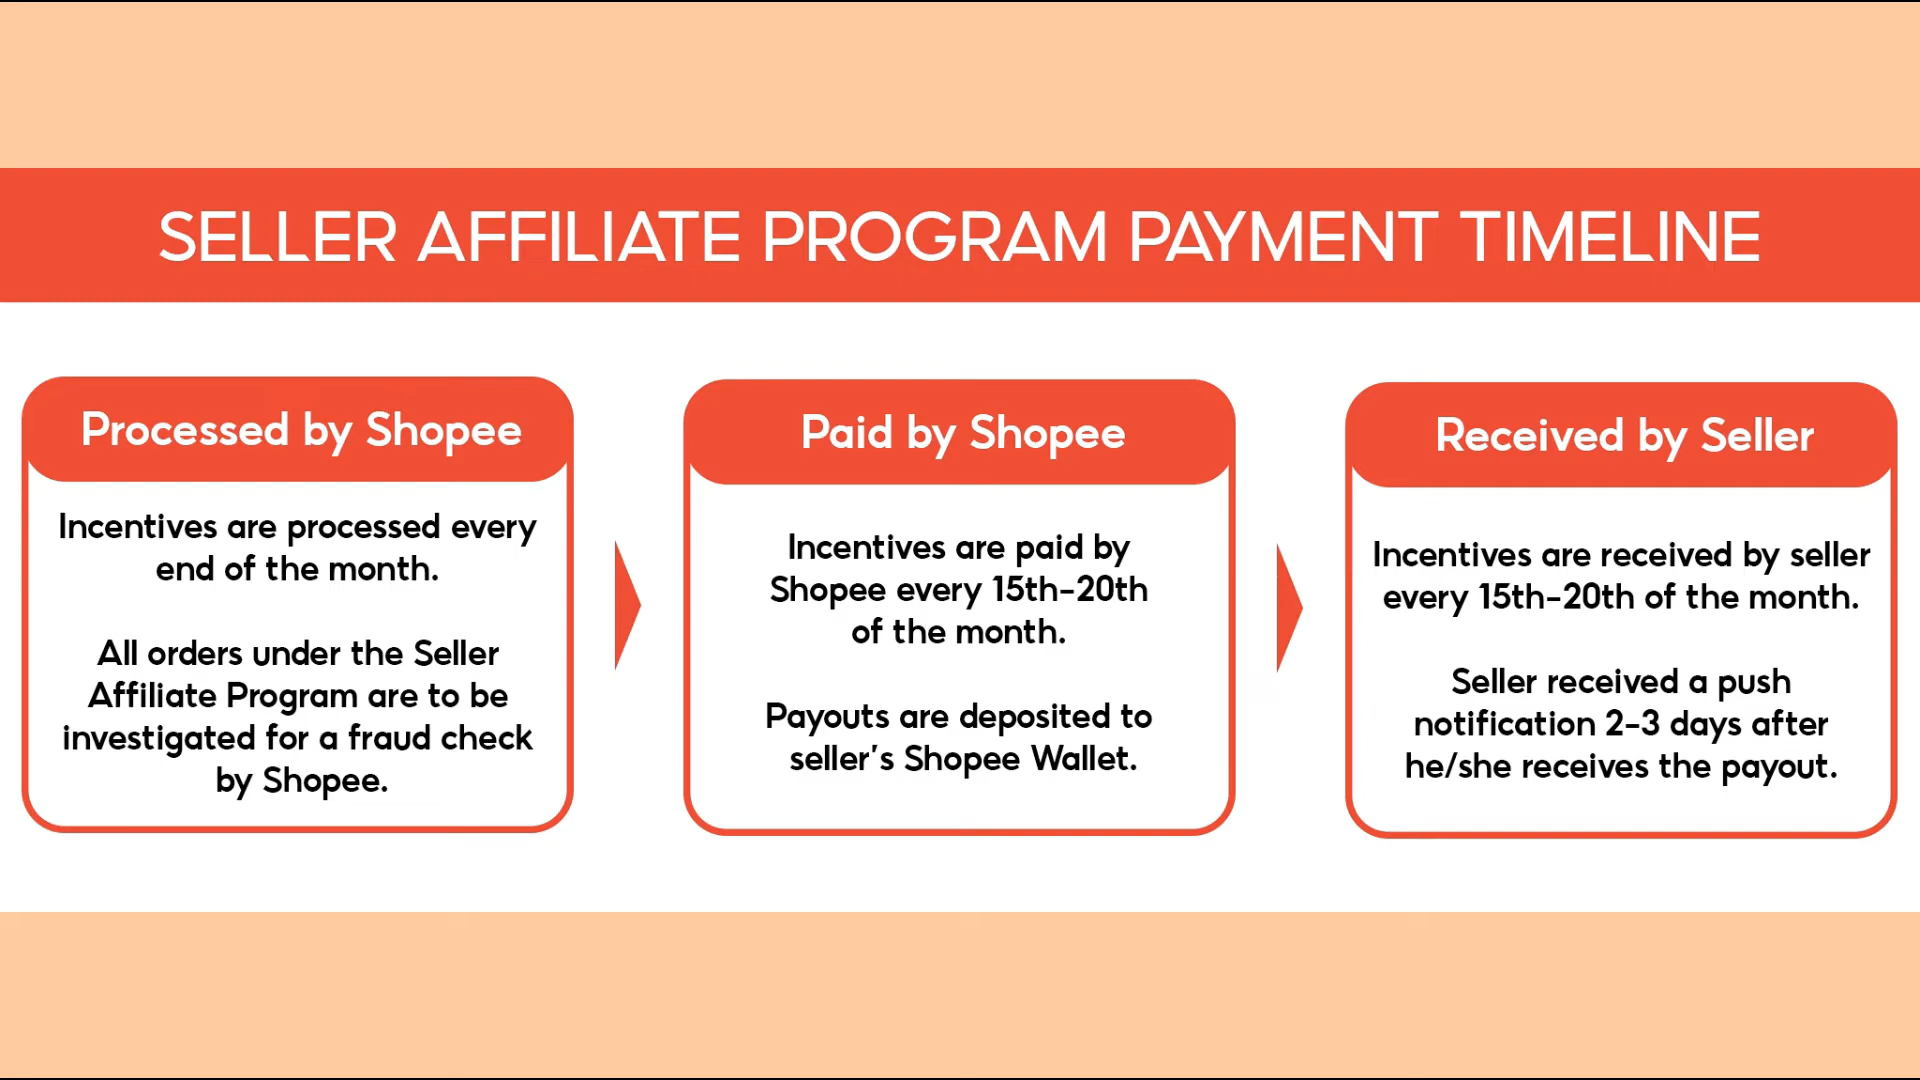 SELLER AFFILIATE PROGRAM PAYMENT TIMELINE
Processed by Shopee
Incentives are processed every
end of the month.
All orders under the Seller
Affiliate Program are to be
investigated for a fraud check
by Shopee.
Paid by Shopee
Incentives are paid by
Shopee every 15th-20th
of the month.
Payouts are deposited to
seller's Shopee Wallet.
Received by Seller
Incentives are received by seller
every 15th-20th of the month.
Seller received a push
notification 2-3 days after
he/she receives the payout.